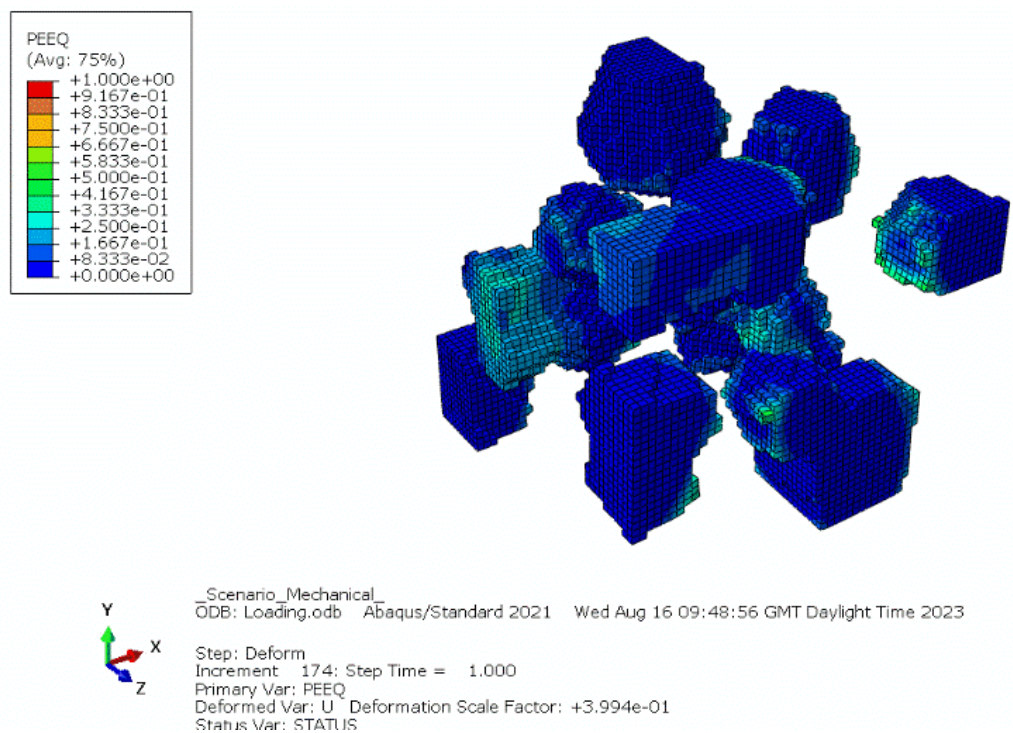 PEEQ
(Avg: 75%)
+1.000e+00
+9.167e-01
+8.333e-01
+7.500e-01
+6.667e-01
+5.833e-01
+5.000e-01
+4.167e-01
+3.333e-01
+2.500e-01
+1.667e-01
+8.333e-02
+0.000e+00
Y
X
Z
_Scenario_Mechanical_
ODB: Loading.odb Abaqus/Standard 2021 Wed Aug 16 09:48:56 GMT Daylight Time 2023
Step: Deform
Increment 174: Step Time = 1.000
Primary Var: PEEQ
Deformed Var: U Deformation Scale Factor: +3.994e-01
Status Var: STATUS